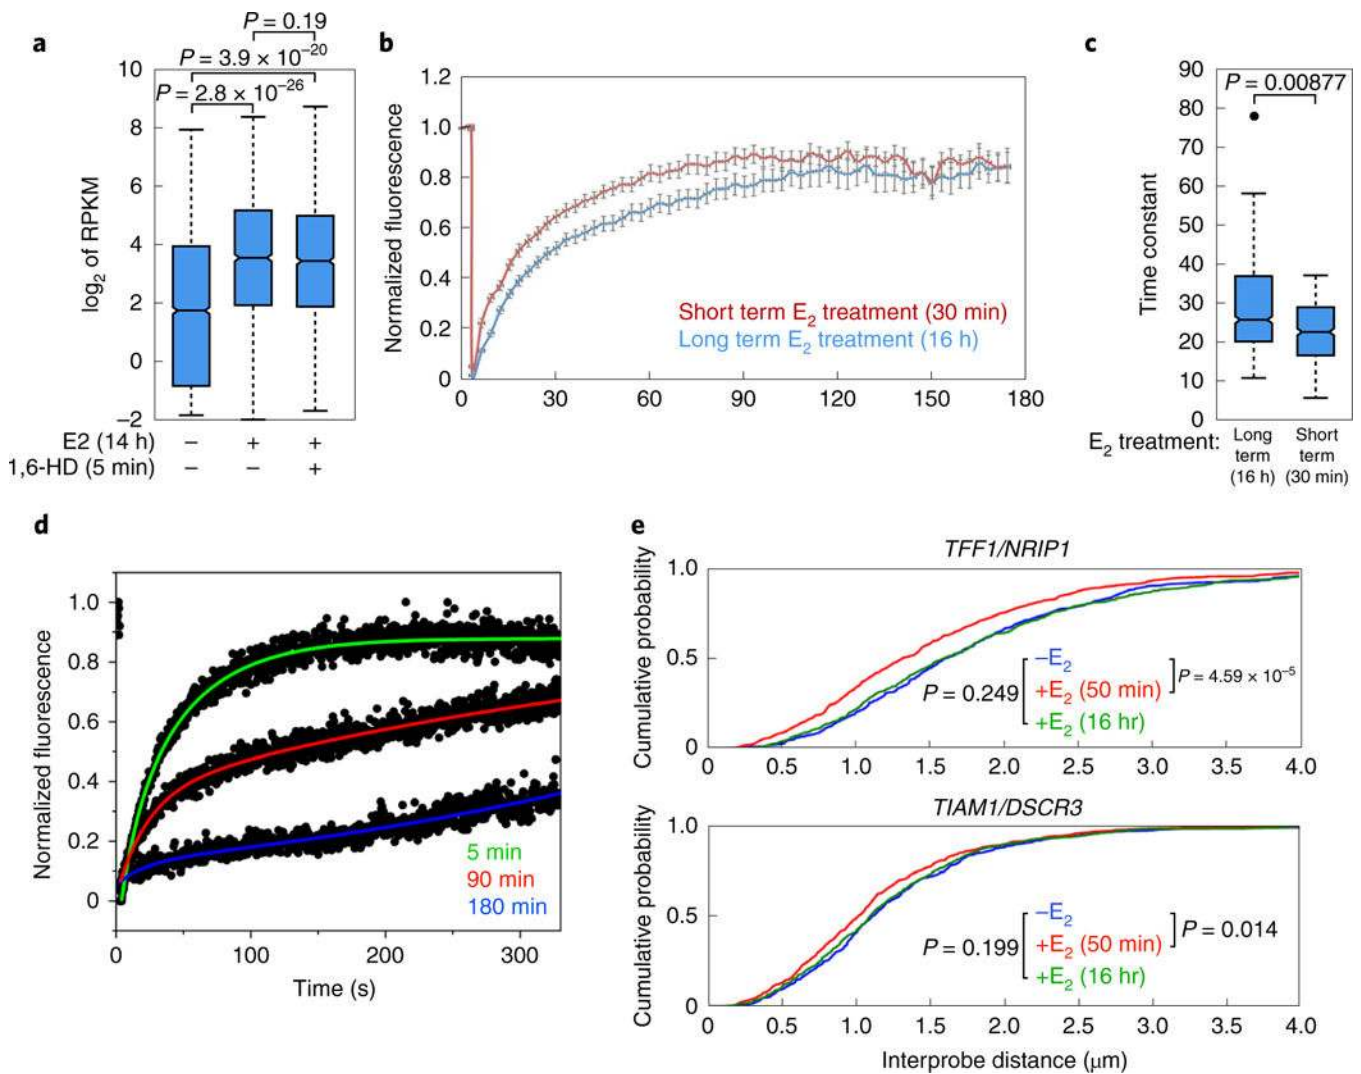 a
P = 0.19
P = 3.9 × 10⁻²⁰
P = 2.8 × 10⁻²⁶
log₂ of RPKM
10
8
6
4
2
0
–2
E2 (14 h) – + +
1,6-HD (5 min) – – +
b
Normalized fluorescence
1.2
1.0
0.8
0.6
0.4
0.2
0
Short term E₂ treatment (30 min)
Long term E₂ treatment (16 h)
0 30 60 90 120 150 180
c
P = 0.00877
Time constant
90
80
70
60
50
40
30
20
10
0
E₂ treatment: Long term (16 h) Short term (30 min)
d
Normalized fluorescence
1.0
0.8
0.6
0.4
0.2
0
5 min
90 min
180 min
0 100 200 300
Time (s)
e
TFF1/NRIP1
Cumulative probability
1.0
0.5
0
P = 0.249
–E₂
+E₂ (50 min)
+E₂ (16 hr)
P = 4.59 × 10⁻⁵
0 0.5 1.0 1.5 2.0 2.5 3.0 3.5 4.0
TIAM1/DSCR3
Cumulative probability
1.0
0.5
0
P = 0.199
–E₂
+E₂ (50 min)
+E₂ (16 hr)
P = 0.014
0 0.5 1.0 1.5 2.0 2.5 3.0 3.5 4.0
Interprobe distance (μm)